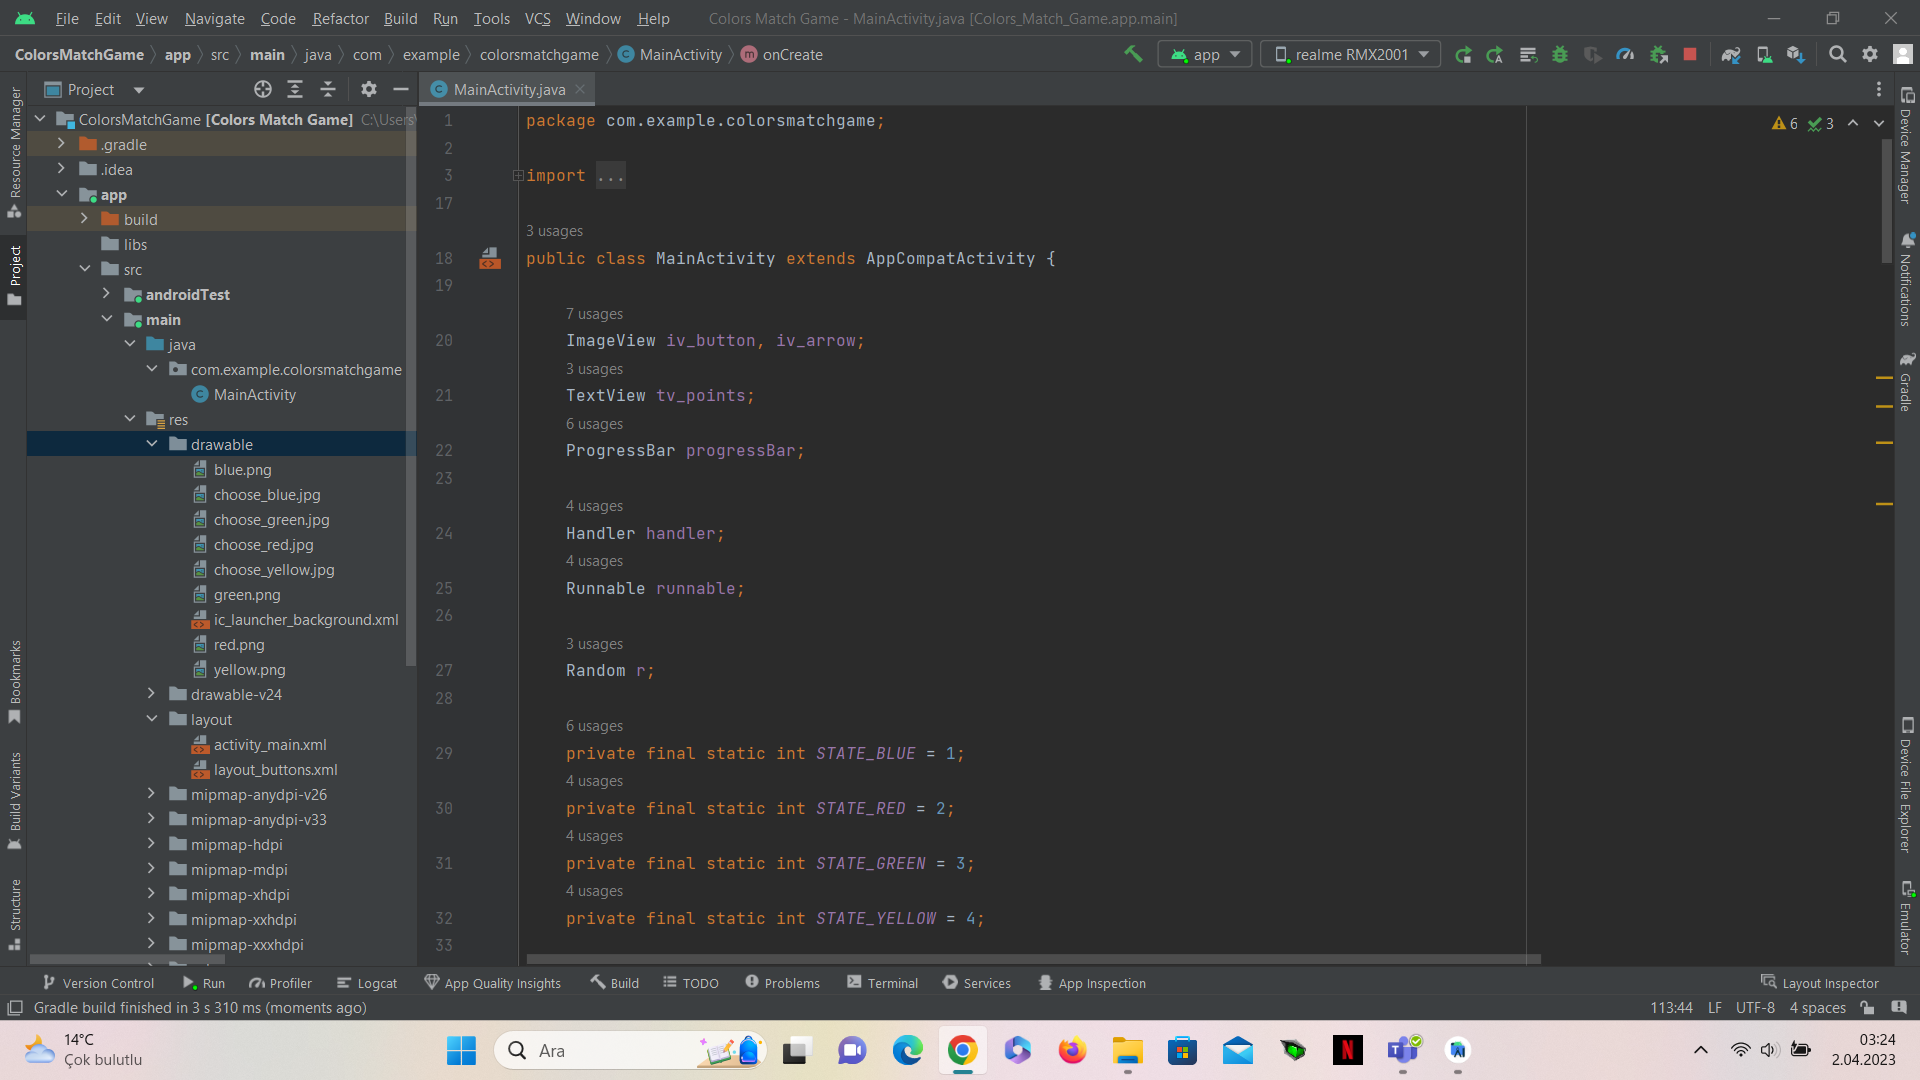 File Edit View Navigate Code Refactor Build Run Tools VCS Window Help Colors Match Game - MainActivity.java [Colors_Match_Game.app.main]
ColorsMatchGame app src main java com example colorsmatchgame C MainActivity m onCreate app realme RMX2001
Project
MainActivity.java
ColorsMatchGame [Colors Match Game] C:\Users\
.gradle
.idea
app
build
libs
src
androidTest
main
java
com.example.colorsmatchgame
MainActivity
res
drawable
blue.png
choose_blue.jpg
choose_green.jpg
choose_red.jpg
choose_yellow.jpg
green.png
ic_launcher_background.xml
red.png
yellow.png
drawable-v24
layout
activity_main.xml
layout_buttons.xml
mipmap-anydpi-v26
mipmap-anydpi-v33
mipmap-hdpi
mipmap-mdpi
mipmap-xhdpi
mipmap-xxhdpi
mipmap-xxxhdpi
Resource Manager
Project
Bookmarks
Build Variants
Structure
6 3
1 package com.example.colorsmatchgame;
2
3 import ...
17
3 usages
18 public class MainActivity extends AppCompatActivity {
19
7 usages
20 ImageView iv_button, iv_arrow;
3 usages
21 TextView tv_points;
6 usages
22 ProgressBar progressBar;
23
4 usages
24 Handler handler;
4 usages
25 Runnable runnable;
26
3 usages
27 Random r;
28
6 usages
29 private final static int STATE_BLUE = 1;
4 usages
30 private final static int STATE_RED = 2;
4 usages
31 private final static int STATE_GREEN = 3;
4 usages
32 private final static int STATE_YELLOW = 4;
33
Device Manager
Notifications
Gradle
Device File Explorer
Emulator
Version Control Run Profiler Logcat App Quality Insights Build TODO Problems Terminal Services App Inspection Layout Inspector
Gradle build finished in 3 s 310 ms (moments ago) 113:44 LF UTF-8 4 spaces
14°C
Çok bulutlu
Ara
03:24
2.04.2023